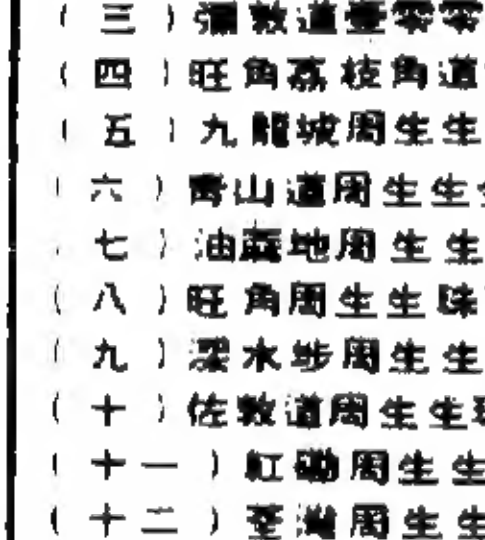 (三)彌敦道壹零零
(四)旺角荔枝角道
(五)九龍城周生生
(六)青山道周生生
(七)油蔴地周生生
(八)旺角周生生珠
(九)深水埗周生生
(十)佐敦道周生生
(十一)紅磡周生生
(十二)荃灣周生生